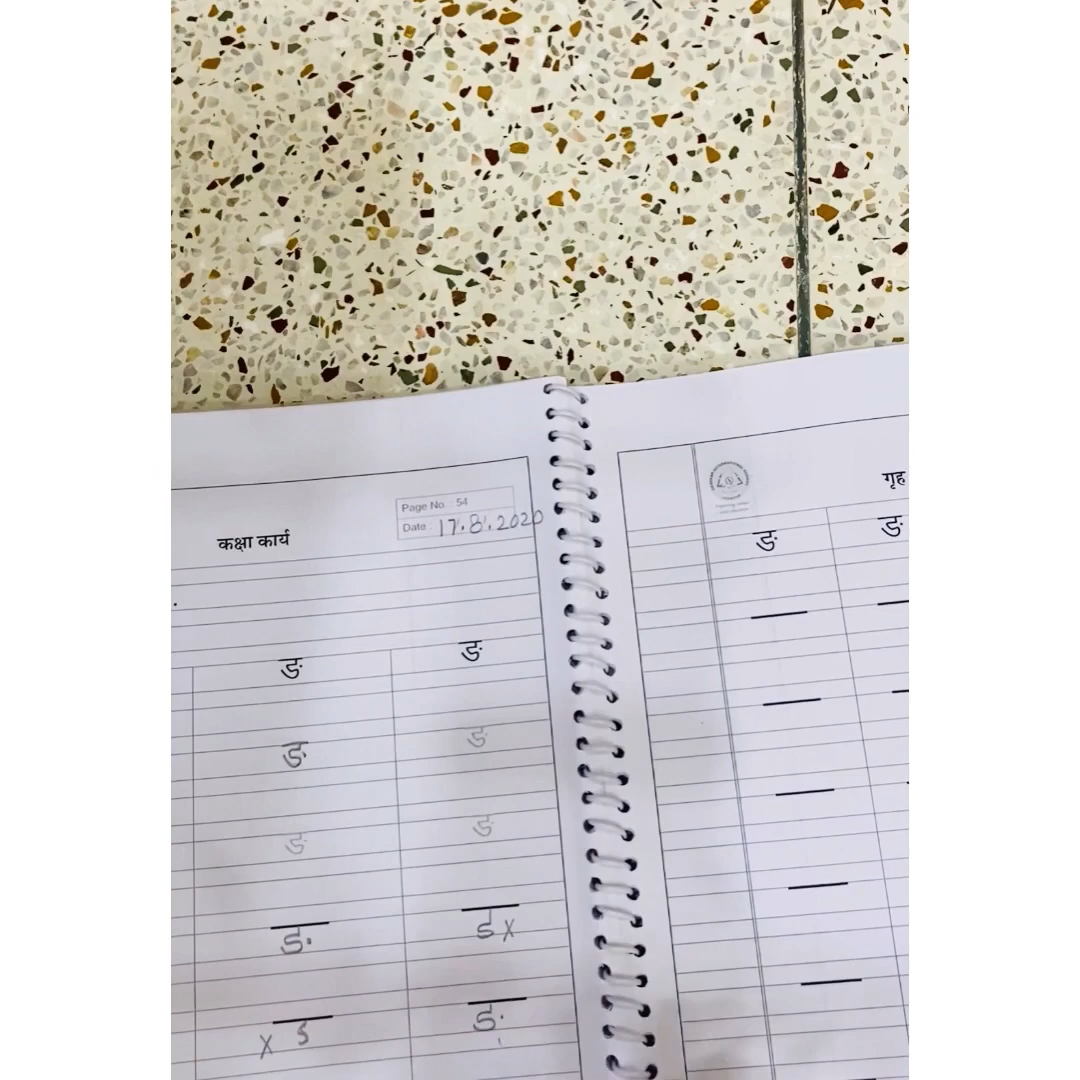 Page No : 54
Date : 17.8.2020
कक्षा कार्य
ङ ङ
ङ ङ
ङ ङ
ड. ड x
x ड ड.
गृह
ङ ङ